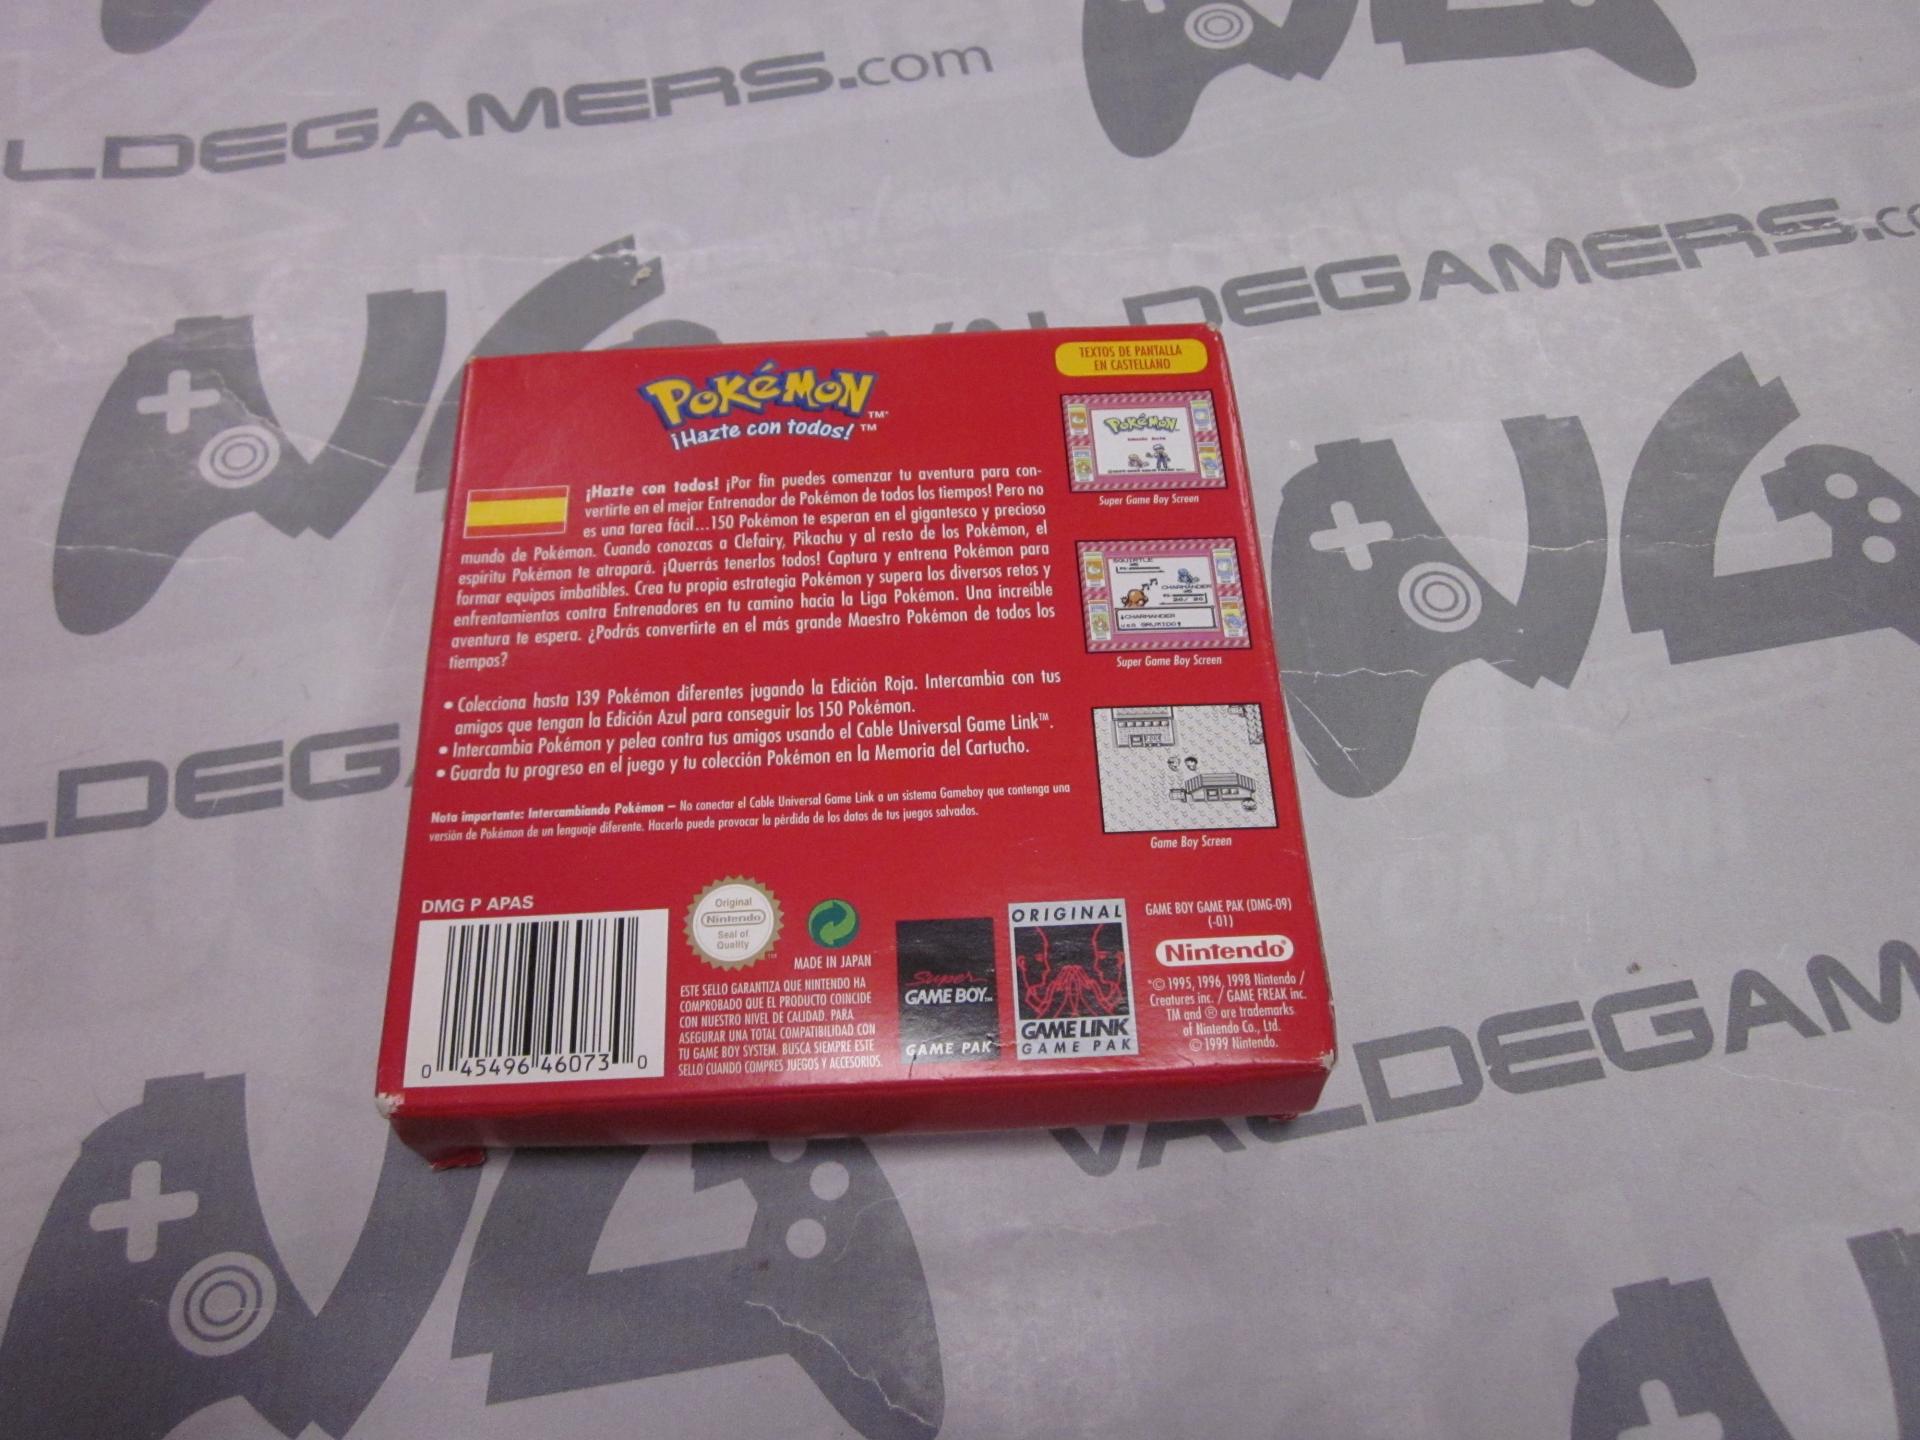 LDEGAMERS.com
VALDEGAMERS.co
LDEG
VALDEGAM
POKéMON™
¡Hazte con todos!™
TEXTOS DE PANTALLA
EN CASTELLANO
¡Hazte con todos! ¡Por fin puedes comenzar tu aventura para con-
vertirte en el mejor Entrenador de Pokémon de todos los tiempos! Pero no
es una tarea fácil...150 Pokémon te esperan en el gigantesco y precioso
mundo de Pokémon. Cuando conozcas a Clefairy, Pikachu y al resto de los Pokémon, el
espíritu Pokémon te atrapará. ¡Querrás tenerlos todos! Captura y entrena Pokémon para
formar equipos imbatibles. Crea tu propia estrategia Pokémon y supera los diversos retos y
enfrentamientos contra Entrenadores en tu camino hacia la Liga Pokémon. Una increíble
aventura te espera. ¿Podrás convertirte en el más grande Maestro Pokémon de todos los
tiempos?
• Colecciona hasta 139 Pokémon diferentes jugando la Edición Roja. Intercambia con tus
amigos que tengan la Edición Azul para conseguir los 150 Pokémon.
• Intercambia Pokémon y pelea contra tus amigos usando el Cable Universal Game Link™.
• Guarda tu progreso en el juego y tu colección Pokémon en la Memoria del Cartucho.
Nota importante: Intercambiando Pokémon – No conectar el Cable Universal Game Link a un sistema Gameboy que contenga una
versión de Pokémon de un lenguaje diferente. Hacerlo puede provocar la pérdida de los datos de tus juegos salvados.
POKéMON
Super Game Boy Screen
SQUIRTLE
CHARMANDER
20/ 20
¡CHARMANDER
usó GRUÑIDO!
Super Game Boy Screen
POKé
Game Boy Screen
DMG P APAS
0 45496 46073 0
Original
Nintendo
Seal of
Quality
™
MADE IN JAPAN
ESTE SELLO GARANTIZA QUE NINTENDO HA
COMPROBADO QUE EL PRODUCTO COINCIDE
CON NUESTRO NIVEL DE CALIDAD. PARA
ASEGURAR UNA TOTAL COMPATIBILIDAD CON
TU GAME BOY SYSTEM. BUSCA SIEMPRE ESTE
SELLO CUANDO COMPRES JUEGOS Y ACCESORIOS.
Super
GAME BOY™
GAME PAK
ORIGINAL
GAME LINK
GAME PAK
GAME BOY GAME PAK (DMG-09)
(-01)
Nintendo®
*© 1995, 1996, 1998 Nintendo /
Creatures inc. / GAME FREAK inc.
TM and ® are trademarks
of Nintendo Co., Ltd.
© 1999 Nintendo.